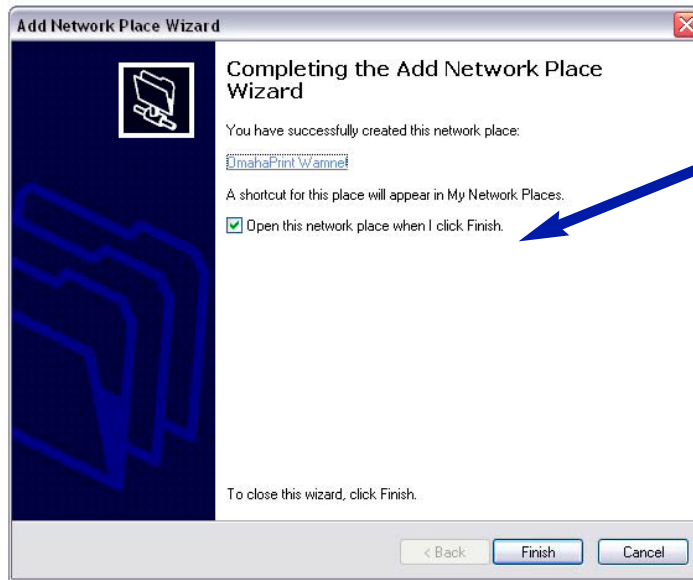 Add Network Place Wizard
Completing the Add Network Place
Wizard
You have successfully created this network place:
OmahaPrint Wamnet
A shortcut for this place will appear in My Network Places.
Open this network place when I click Finish.
To close this wizard, click Finish.
< Back
Finish
Cancel